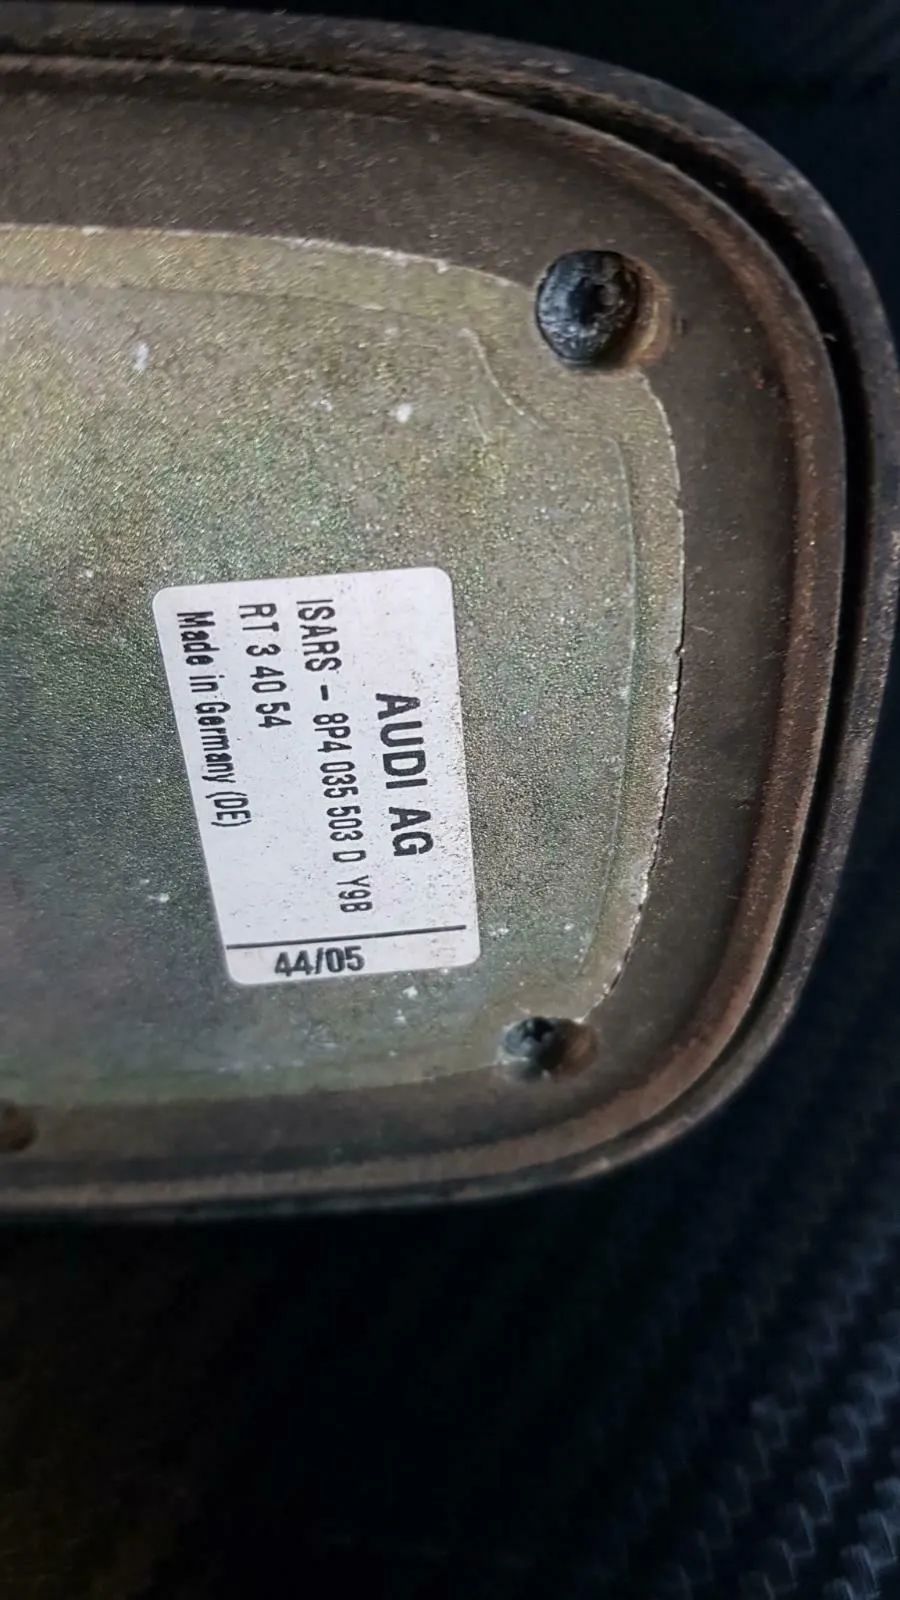 AUDI AG
ISARS - 8P4 035 503 D Y9B
RT 3 40 54
Made in Germany (DE)
44/05